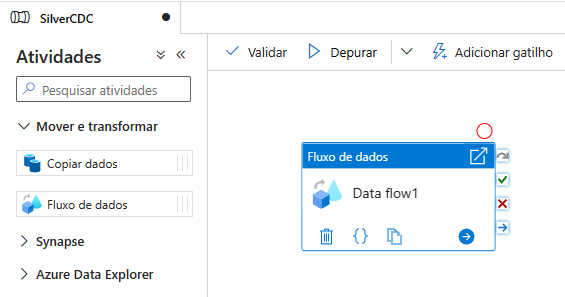 SilverCDC
Atividades
Pesquisar atividades
Mover e transformar
Copiar dados
Fluxo de dados
Synapse
Azure Data Explorer
Validar
Depurar
Adicionar gatilho
Fluxo de dados
Data flow1
{}